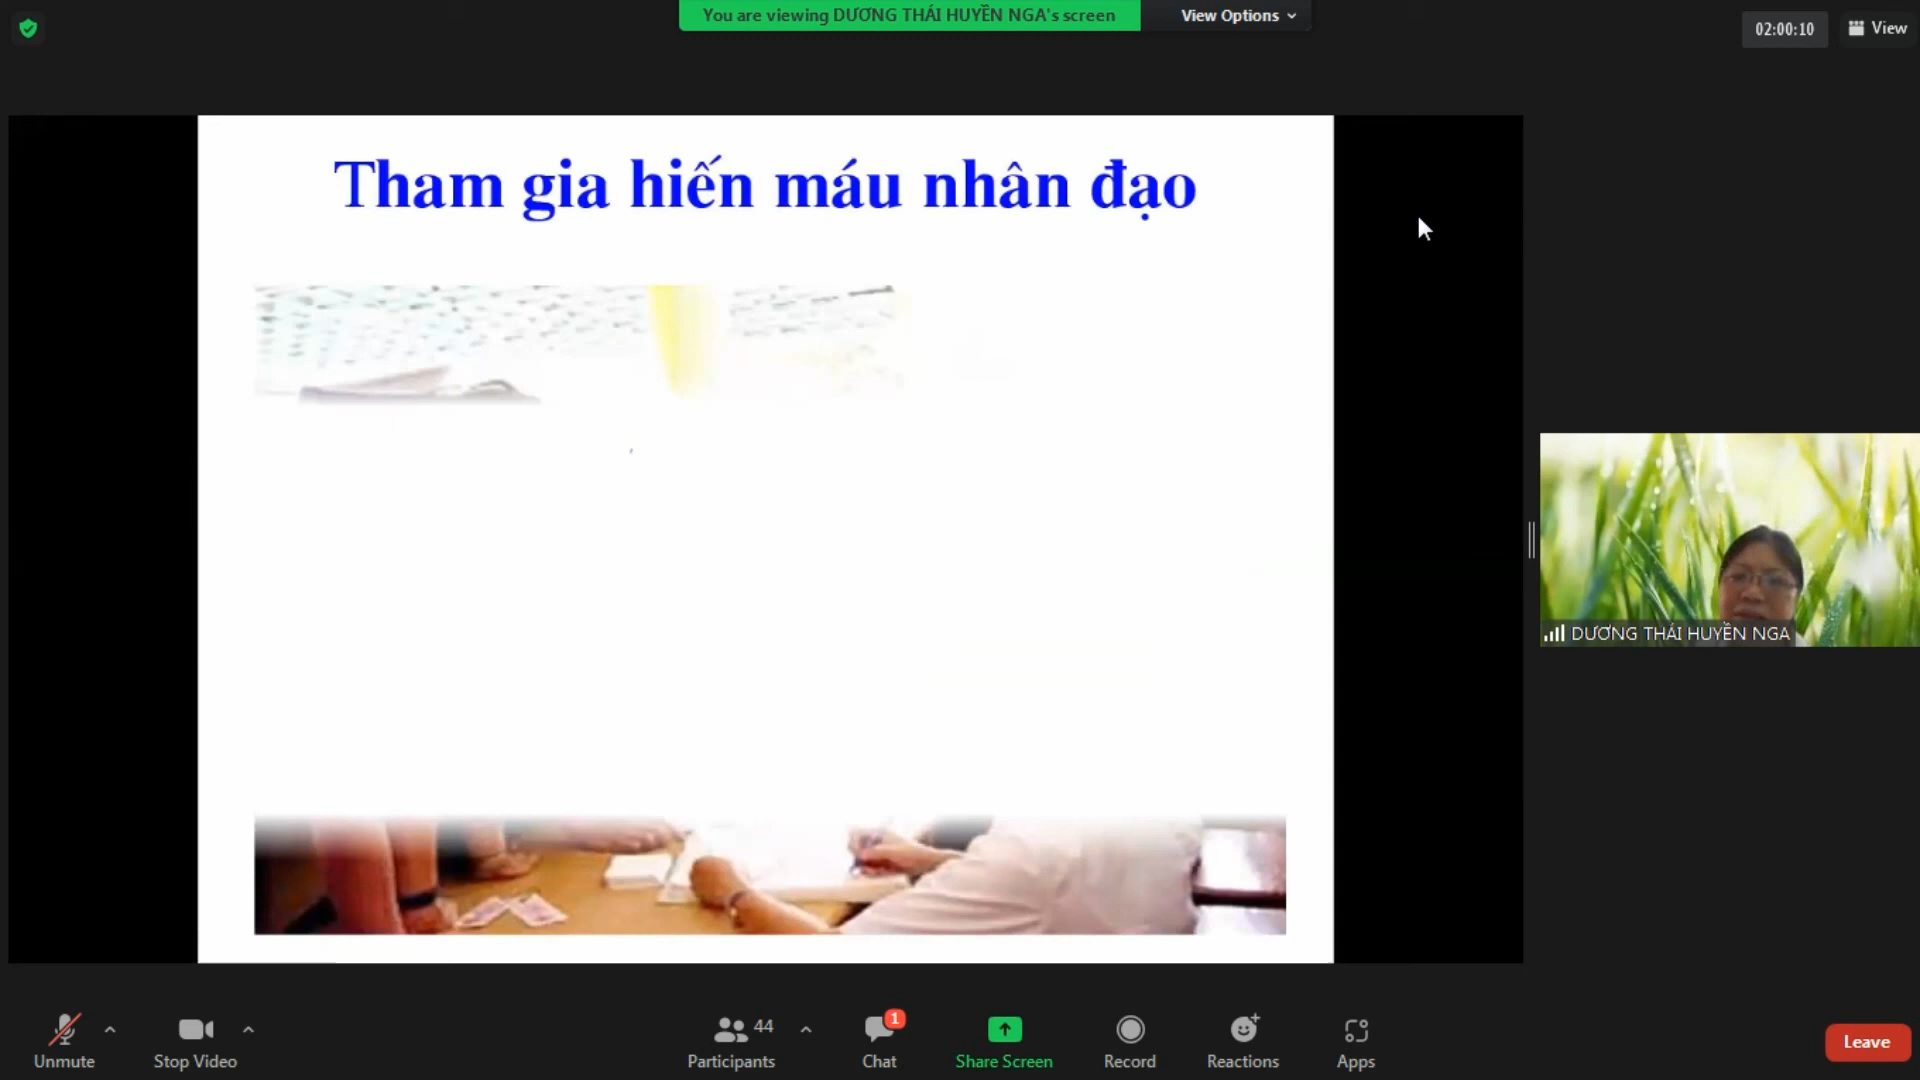 You are viewing DƯƠNG THÁI HUYỀN NGA's screen
View Options
02:00:10
View
Tham gia hiến máu nhân đạo
DƯƠNG THÁI HUYỀN NGA
Unmute
Stop Video
44
Participants
1
Chat
Share Screen
Record
Reactions
Apps
Leave